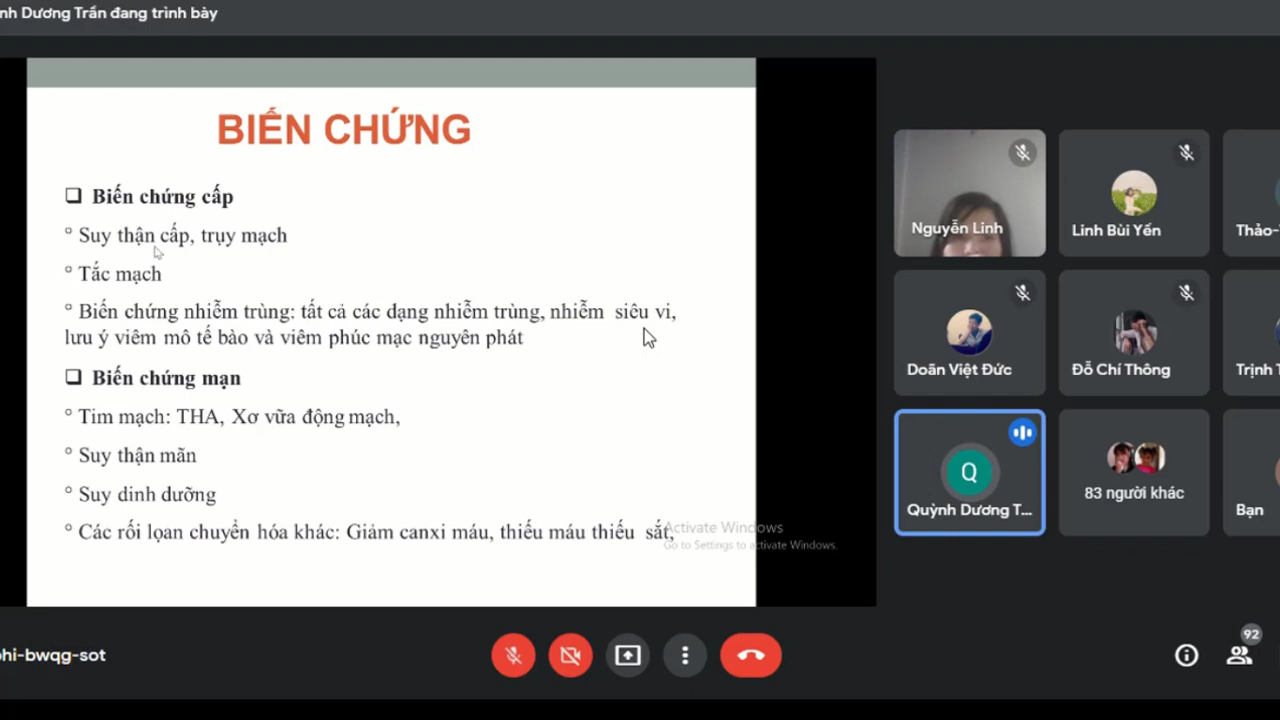 nh Dương Trần đang trình bày
BIẾN CHỨNG
❑ Biến chứng cấp
° Suy thận cấp, trụy mạch
° Tắc mạch
° Biến chứng nhiễm trùng: tất cả các dạng nhiễm trùng, nhiễm siêu vi,
lưu ý viêm mô tế bào và viêm phúc mạc nguyên phát
❑ Biến chứng mạn
° Tim mạch: THA, Xơ vữa động mạch,
° Suy thận mãn
° Suy dinh dưỡng
° Các rối loạn chuyển hóa khác: Giảm canxi máu, thiếu máu thiếu sắt,
Activate Windows
Go to Settings to activate Windows.
Nguyễn Linh
Linh Bùi Yến
Thảo-
Doãn Việt Đức
Đỗ Chí Thông
Trịnh T
Q
Quỳnh Dương T...
83 người khác
Bạn
hi-bwqg-sot
92